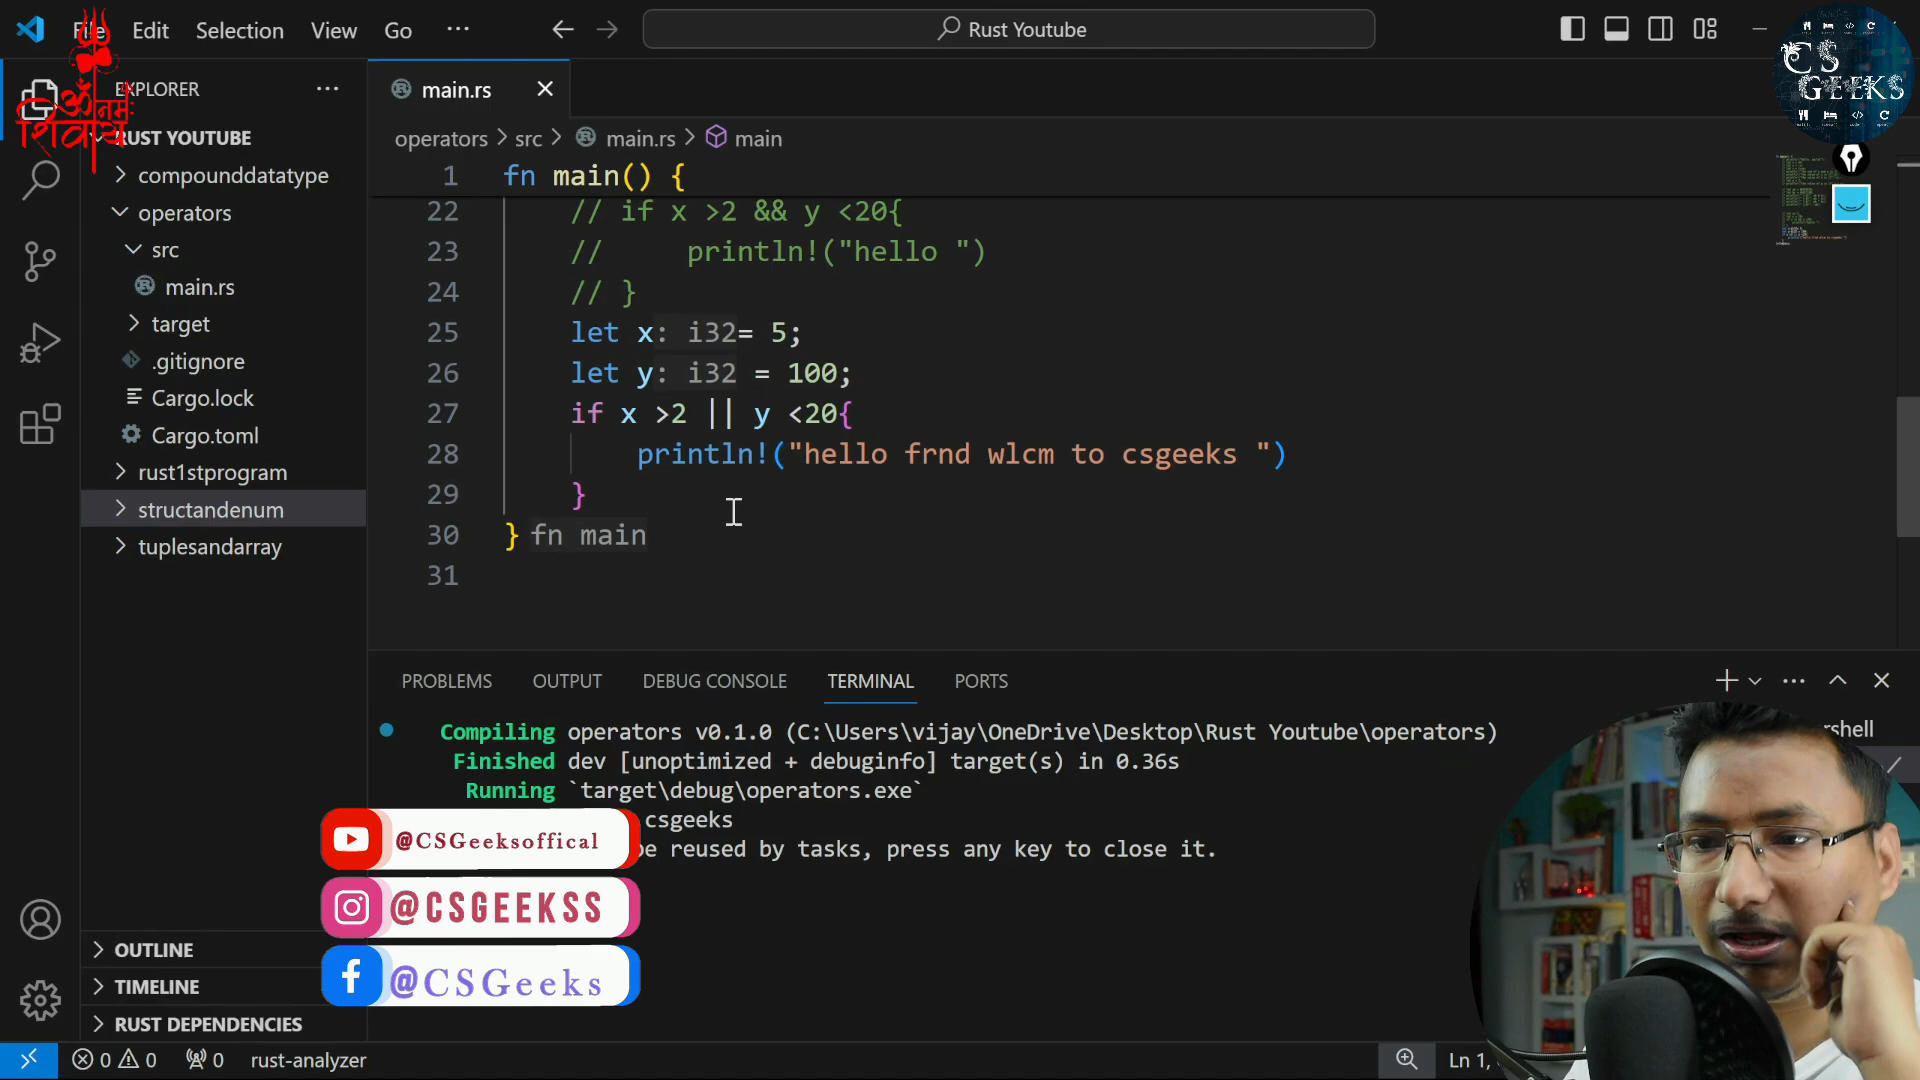 File Edit Selection View Go ··· Rust Youtube
CS GEEKS
ॐ नमः शिवाय
EXPLORER ···
RUST YOUTUBE
compounddatatype
operators
src
main.rs
target
.gitignore
Cargo.lock
Cargo.toml
rust1stprogram
structandenum
tuplesandarray
OUTLINE
TIMELINE
RUST DEPENDENCIES
main.rs
operators > src > main.rs > main
1 fn main() {
22 // if x >2 && y <20{
23 // println!("hello ")
24 // }
25 let x: i32= 5;
26 let y: i32 = 100;
27 if x >2 || y <20{
28 println!("hello frnd wlcm to csgeeks ")
29 }
30 } fn main
31
PROBLEMS OUTPUT DEBUG CONSOLE TERMINAL PORTS
Compiling operators v0.1.0 (C:\Users\vijay\OneDrive\Desktop\Rust Youtube\operators)
Finished dev [unoptimized + debuginfo] target(s) in 0.36s
Running `target\debug\operators.exe`
csgeeks
be reused by tasks, press any key to close it.
rshell
@CSGeeksoffical
@CSGEEKSS
@CSGeeks
0 0 0 rust-analyzer Ln 1,